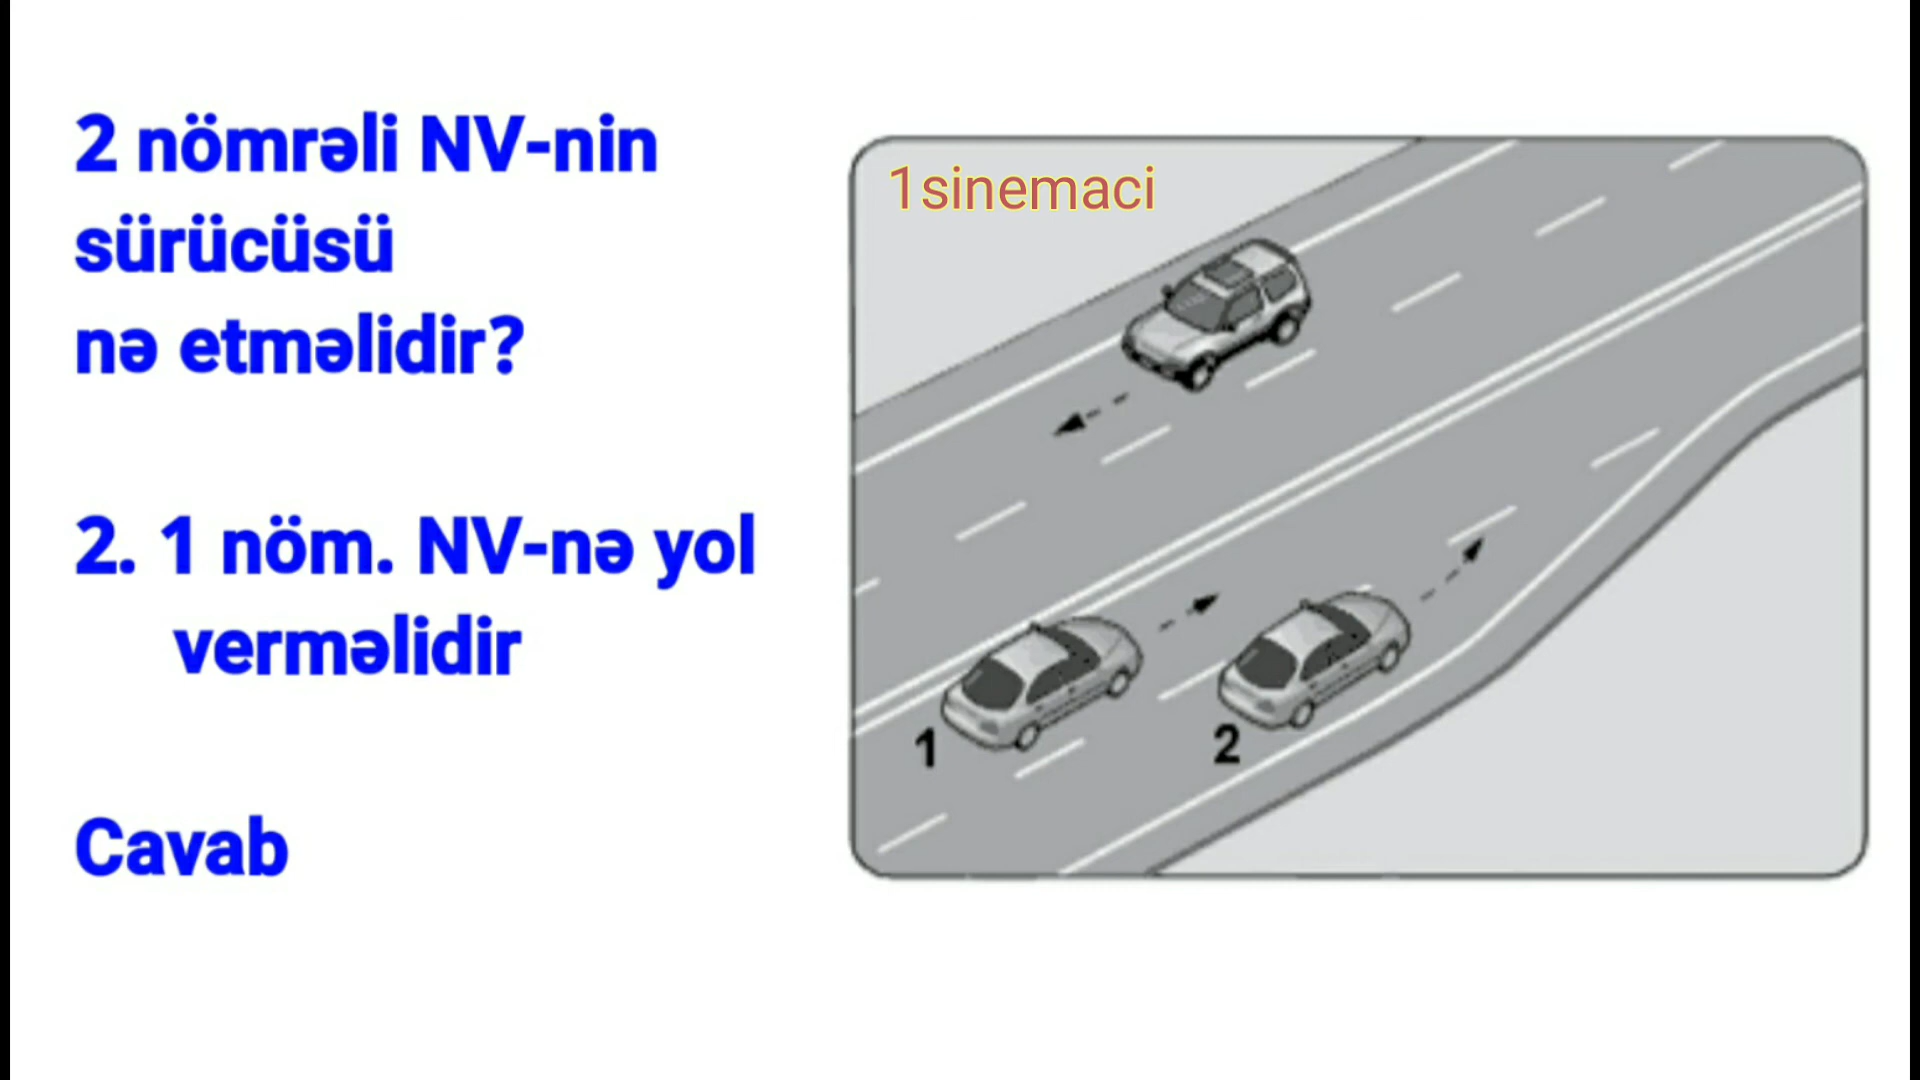 2 nömrəli NV-nin
sürücüsü
nə etməlidir?
2. 1 nöm. NV-nə yol
verməlidir
Cavab
1sinemaci
1
2